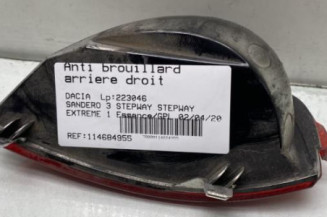 Anti brouillard
arriere droit
DACIA Lp:223046
SANDERO 3 STEPWAY STEPWAY
EXTREME 1 Essence/GPL 02/04/20
REF:114684955